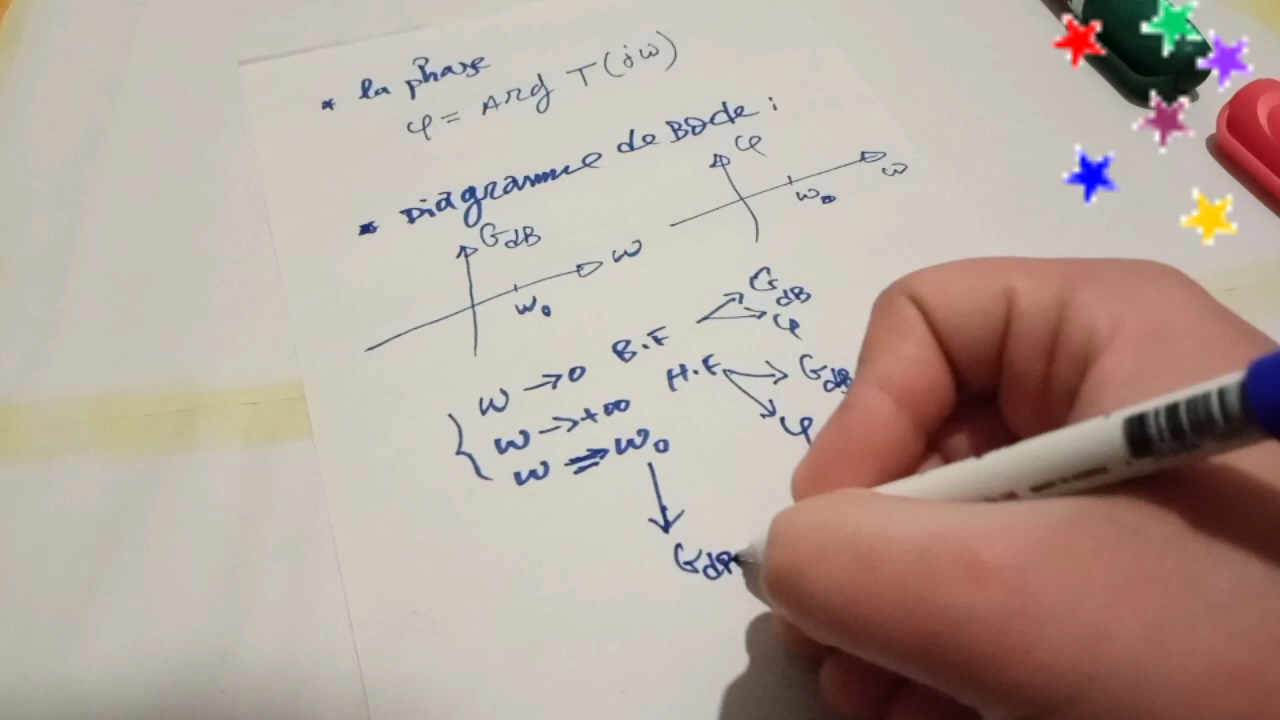 * la phase
φ = Arg T(jω)
* Diagramme de Bode :
φ
ω
ω₀
GdB
ω
ω₀
ω → 0 B.F GdB
φ
ω → +∞ H.F GdB
φ
ω → ω₀
GdB